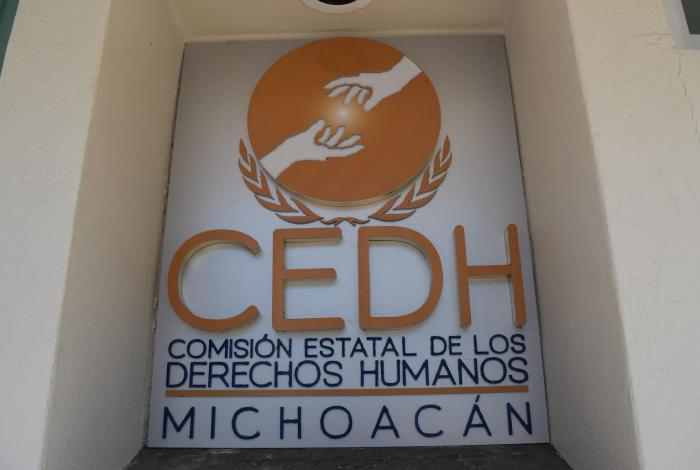 CEDH
COMISIÓN ESTATAL DE LOS
DERECHOS HUMANOS
MICHOACÁN